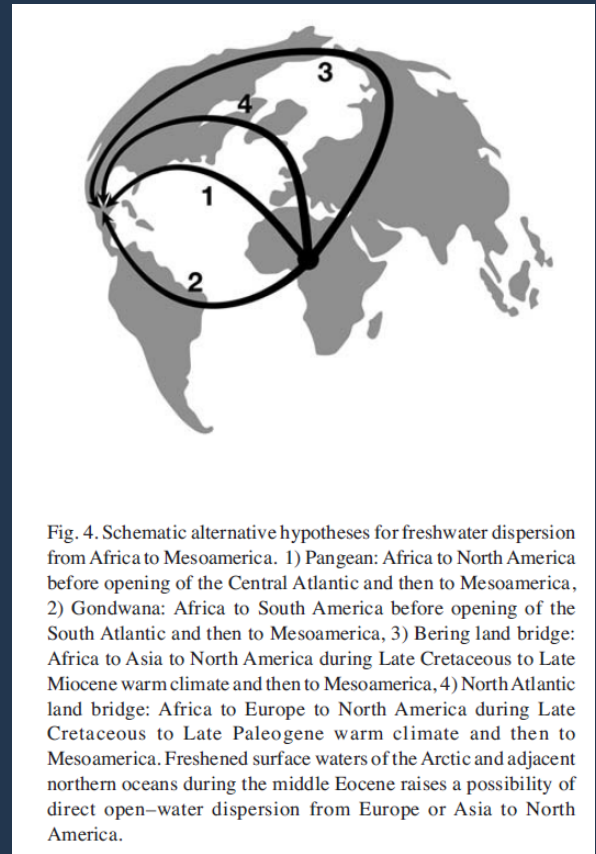 3
4
1
2
Fig. 4. Schematic alternative hypotheses for freshwater dispersion
from Africa to Mesoamerica. 1) Pangean: Africa to North America
before opening of the Central Atlantic and then to Mesoamerica,
2) Gondwana: Africa to South America before opening of the
South Atlantic and then to Mesoamerica, 3) Bering land bridge:
Africa to Asia to North America during Late Cretaceous to Late
Miocene warm climate and then to Mesoamerica, 4) North Atlantic
land bridge: Africa to Europe to North America during Late
Cretaceous to Late Paleogene warm climate and then to
Mesoamerica. Freshened surface waters of the Arctic and adjacent
northern oceans during the middle Eocene raises a possibility of
direct open–water dispersion from Europe or Asia to North
America.